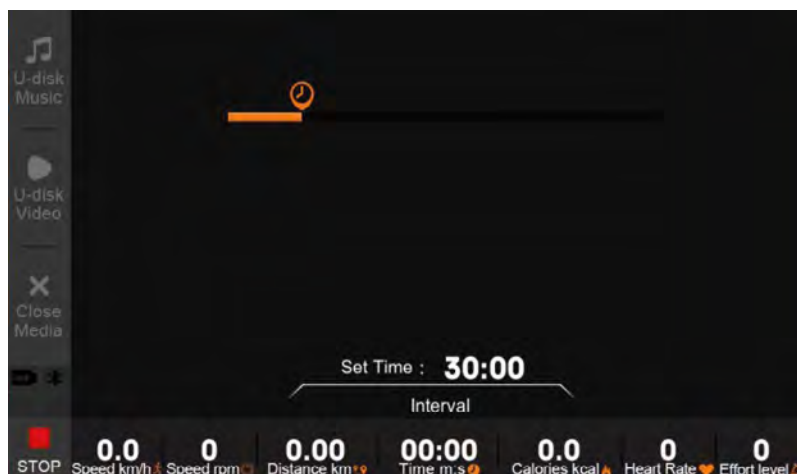 U-disk
Music
U-disk
Video
Close
Media
Set Time : 30:00
Interval
STOP
0.0 0 0.00 00:00 0.0 0 0
Speed km/h Speed rpm Distance km Time m:s Calories kcal Heart Rate Effort level